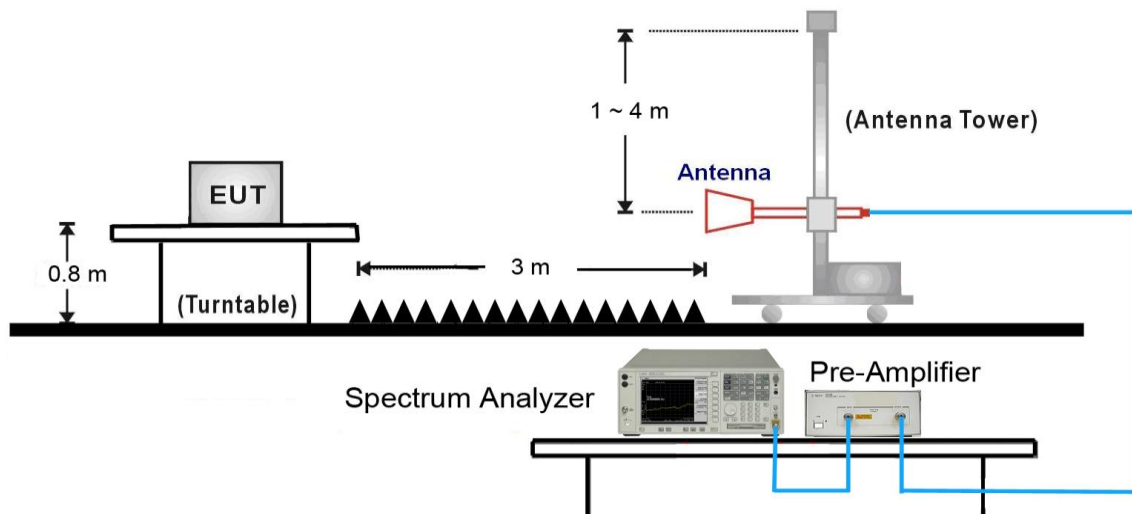 1 ~ 4 m
(Antenna Tower)
Antenna
EUT
0.8 m
3 m
(Turntable)
Spectrum Analyzer
Pre-Amplifier